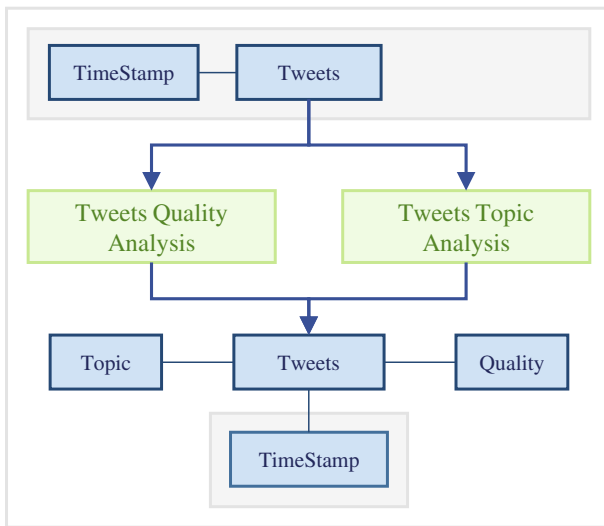 TimeStamp
Tweets
Tweets Quality
Analysis
Tweets Topic
Analysis
Topic
Tweets
Quality
TimeStamp